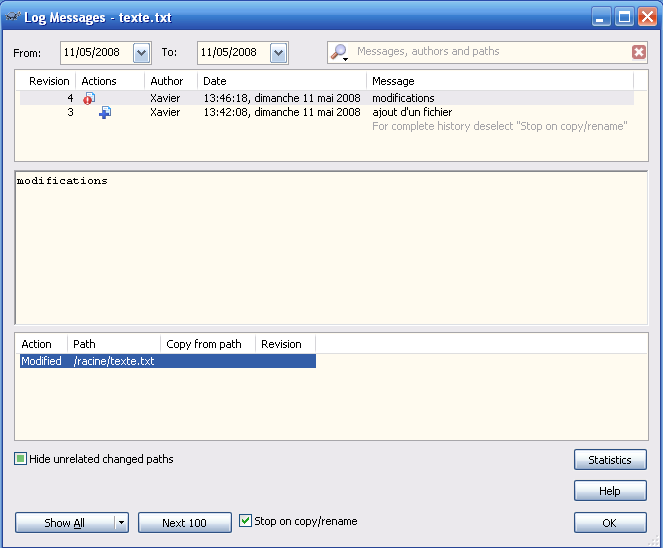 Log Messages - texte.txt
From: 11/05/2008 To: 11/05/2008 Messages, authors and paths
Revision Actions Author Date Message
4 Xavier 13:46:18, dimanche 11 mai 2008 modifications
3 Xavier 13:42:08, dimanche 11 mai 2008 ajout d'un fichier
For complete history deselect "Stop on copy/rename"
modifications
Action Path Copy from path Revision
Modified /racine/texte.txt
Hide unrelated changed paths Statistics
Help
Show All Next 100 Stop on copy/rename OK